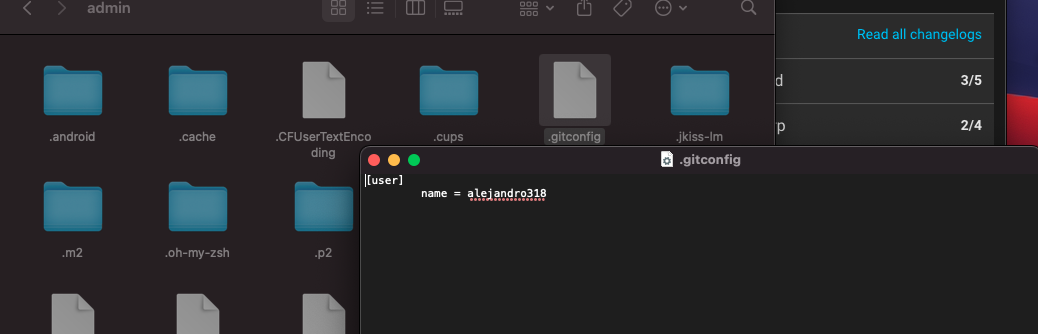 admin
Read all changelogs
d
3/5
rp
2/4
.android
.cache
.CFUserTextEnco
ding
.cups
.gitconfig
.jkiss-lm
.gitconfig
[user]
name = alejandro318
.m2
.oh-my-zsh
.p2